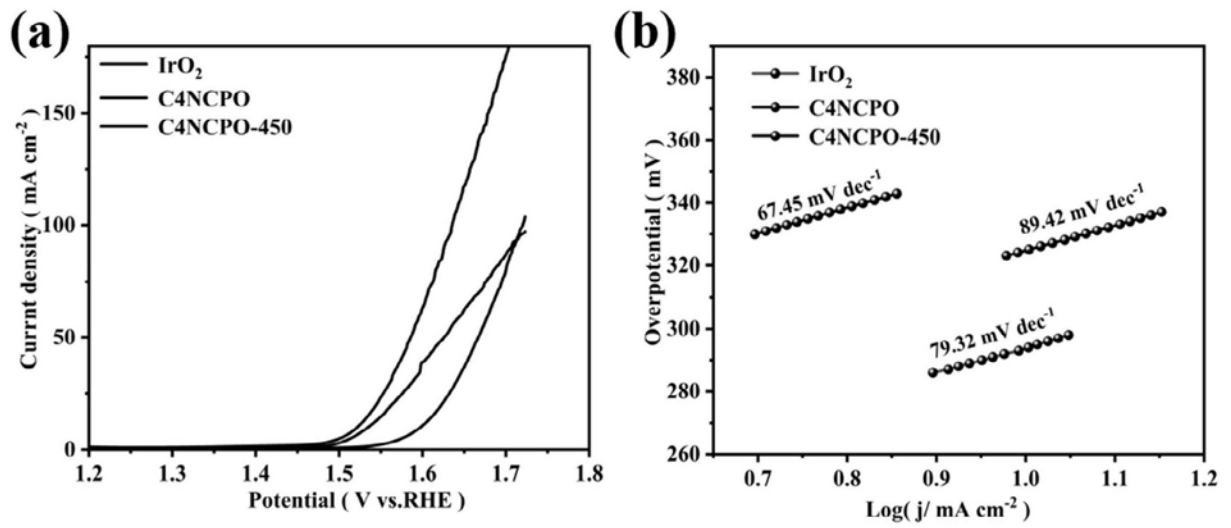 (a)
IrO₂
C4NCPO
C4NCPO-450
150
100
50
0
1.2 1.3 1.4 1.5 1.6 1.7 1.8
Currnt density ( mA cm⁻²)
Potential ( V vs.RHE )
(b)
IrO₂
C4NCPO
C4NCPO-450
67.45 mV dec⁻¹
89.42 mV dec⁻¹
79.32 mV dec⁻¹
380
360
340
320
300
280
260
0.7 0.8 0.9 1.0 1.1 1.2
Overpotential ( mV)
Log( j/ mA cm⁻²)